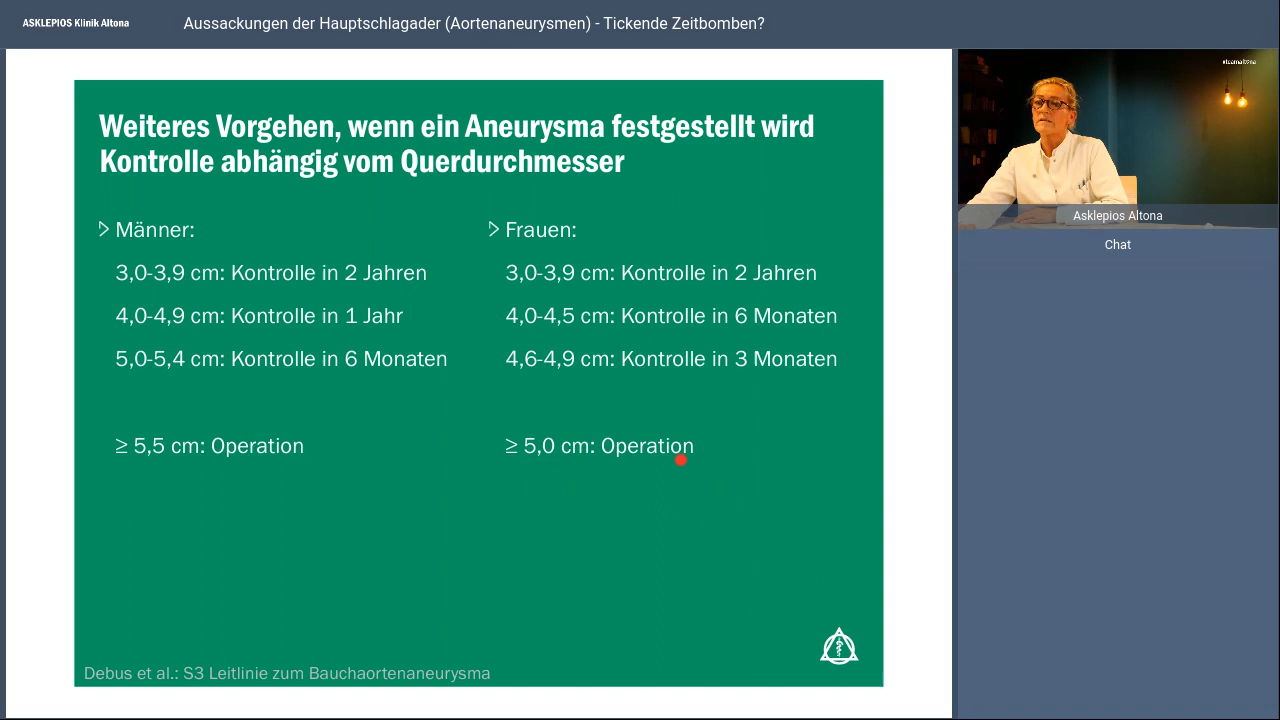 ASKLEPIOS Klinik Altona
Aussackungen der Hauptschlagader (Aortenaneurysmen) - Tickende Zeitbomben?
Weiteres Vorgehen, wenn ein Aneurysma festgestellt wird
Kontrolle abhängig vom Querdurchmesser
Männer:
3,0-3,9 cm: Kontrolle in 2 Jahren
4,0-4,9 cm: Kontrolle in 1 Jahr
5,0-5,4 cm: Kontrolle in 6 Monaten
≥ 5,5 cm: Operation
Frauen:
3,0-3,9 cm: Kontrolle in 2 Jahren
4,0-4,5 cm: Kontrolle in 6 Monaten
4,6-4,9 cm: Kontrolle in 3 Monaten
≥ 5,0 cm: Operation
Debus et al.: S3 Leitlinie zum Bauchaortenaneurysma
#teamaltona
Asklepios Altona
Chat